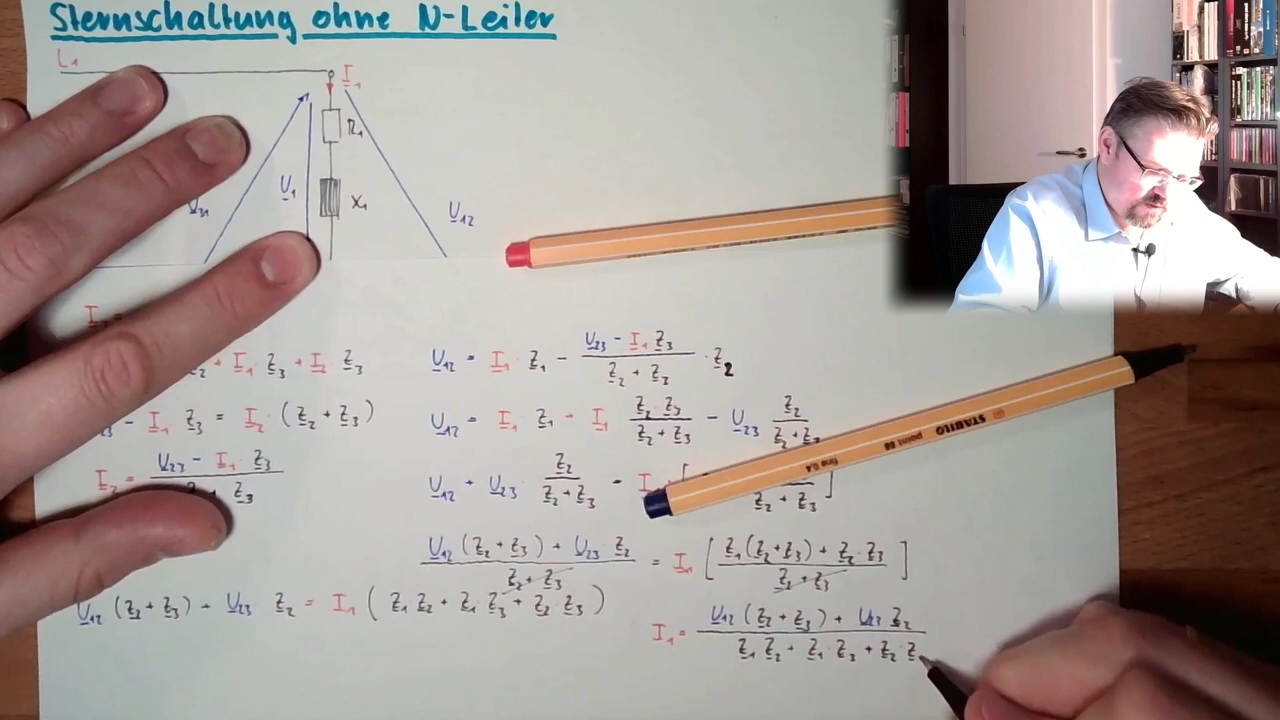 Sternschaltung ohne N-Leiter
L1
I1
R1
U1
X1
U12
I1 Z3 + I2 Z3
U12 = I1 · Z1 - (U23 - I1 Z3) / (Z2 + Z3) · Z2
- I1 Z3 = I2 · (Z2 + Z3)
U12 = I1 Z1 + I1 (Z2 · Z3) / (Z2 + Z3) - U23 Z2 / (Z2 + Z3)
I2 = (U23 - I1 · Z3) / Z3
U12 + U23 Z2 / (Z2 + Z3) = I1 [ Z2 + Z3 ]
(U12 (Z2 + Z3) + U23 · Z2) / (Z2 + Z3) = I1 [ (Z1 (Z2 + Z3) + Z2 · Z3) / (Z2 + Z3) ]
U12 (Z2 + Z3) + U23 Z2 = I1 ( Z1 Z2 + Z1 Z3 + Z2 Z3 )
I1 = (U12 (Z2 + Z3) + U23 Z2) / (Z1 Z2 + Z1 · Z3 + Z2 · Z
STABILO
point 88
fine 0,4